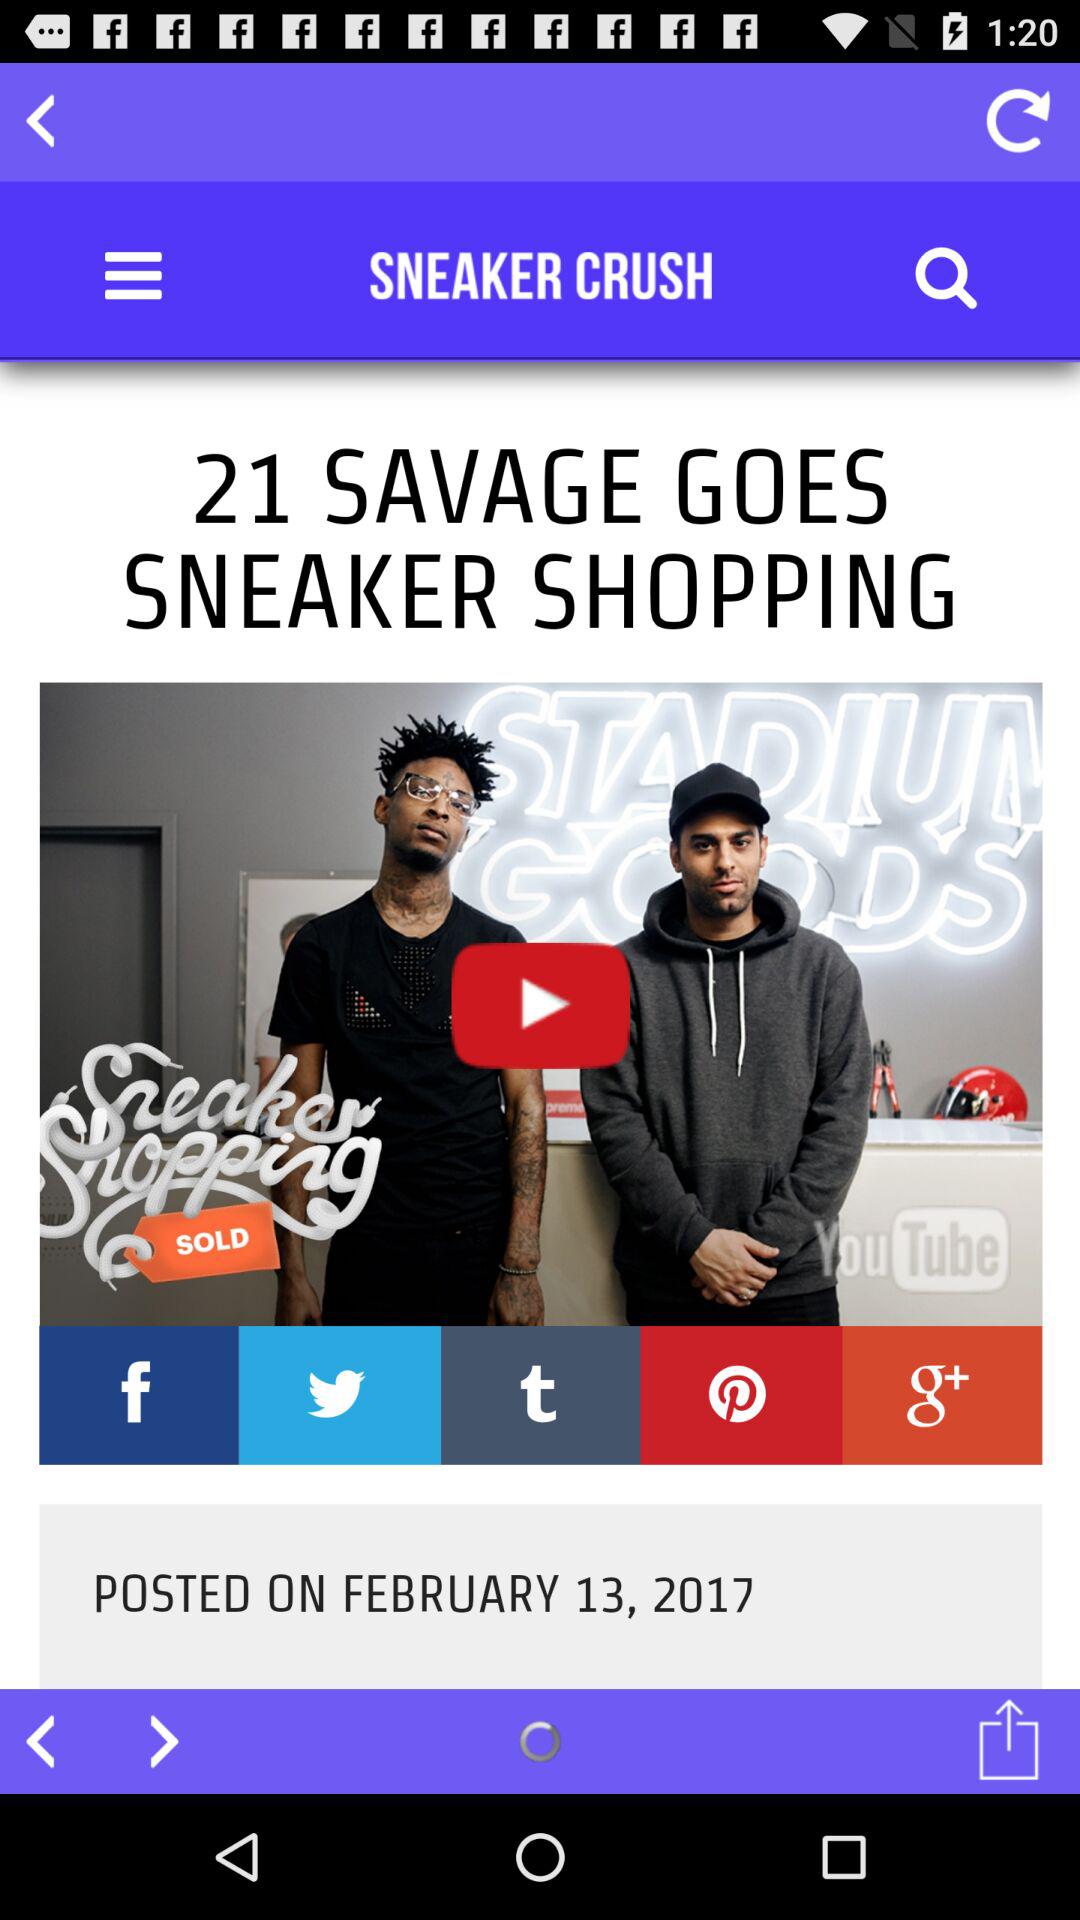 1:20
SNEAKER CRUSH
21 SAVAGE GOES
SNEAKER SHOPPING
STADIUM
GOODS
preme
Sneaker
Shopping
SOLD
YouTube
f t g+
POSTED ON FEBRUARY 13, 2017